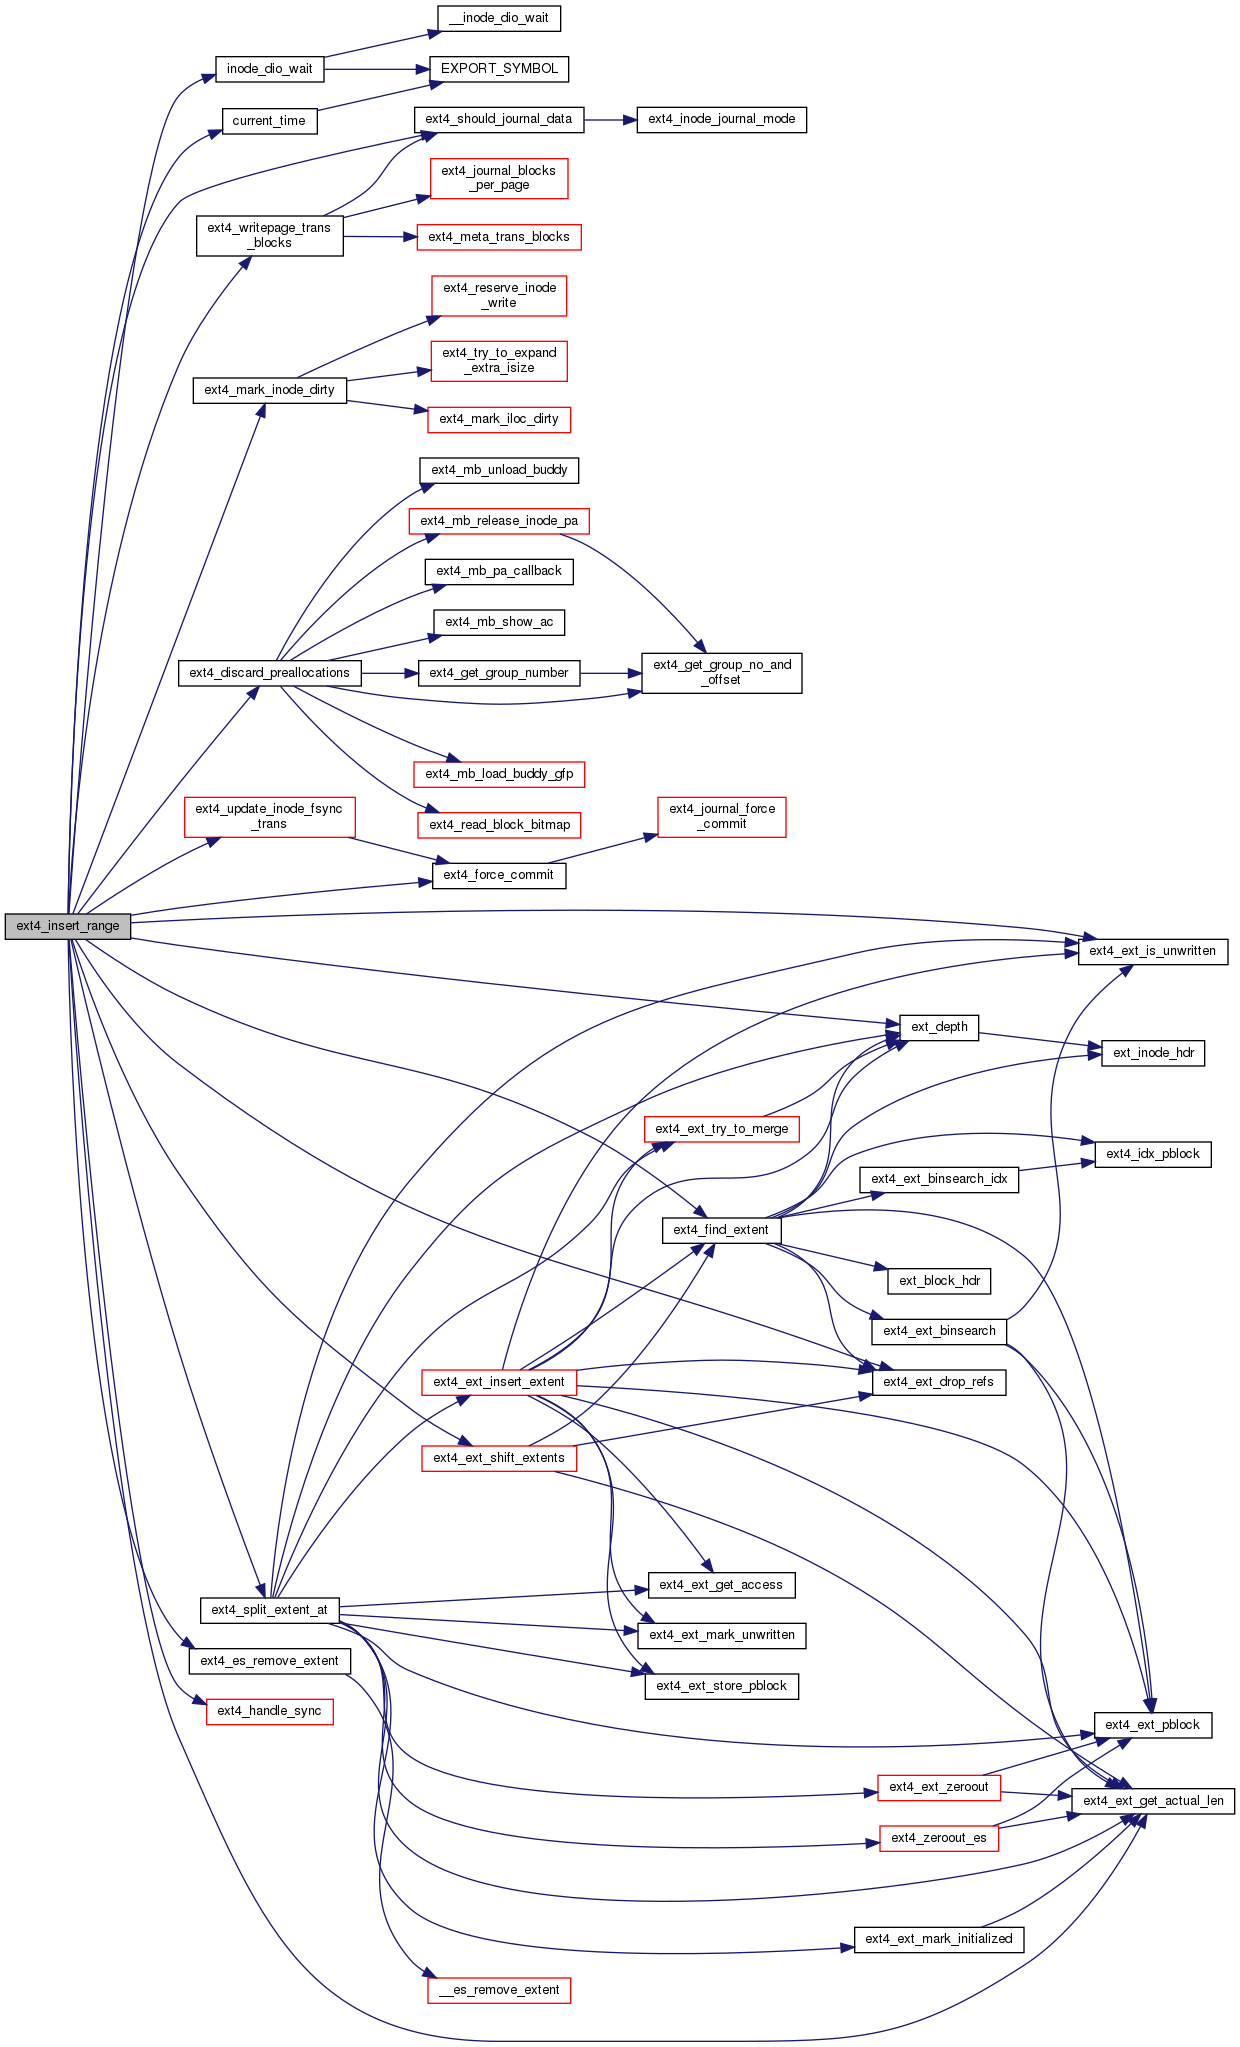 __inode_dio_wait
inode_dio_wait
EXPORT_SYMBOL
current_time
ext4_should_journal_data
ext4_inode_journal_mode
ext4_journal_blocks
_per_page
ext4_writepage_trans
_blocks
ext4_meta_trans_blocks
ext4_reserve_inode
_write
ext4_try_to_expand
_extra_isize
ext4_mark_inode_dirty
ext4_mark_iloc_dirty
ext4_mb_unload_buddy
ext4_mb_release_inode_pa
ext4_mb_pa_callback
ext4_mb_show_ac
ext4_discard_preallocations
ext4_get_group_number
ext4_get_group_no_and
_offset
ext4_mb_load_buddy_gfp
ext4_update_inode_fsync
_trans
ext4_read_block_bitmap
ext4_journal_force
_commit
ext4_force_commit
ext4_insert_range
ext4_ext_is_unwritten
ext_depth
ext_inode_hdr
ext4_ext_try_to_merge
ext4_idx_pblock
ext4_ext_binsearch_idx
ext4_find_extent
ext_block_hdr
ext4_ext_binsearch
ext4_ext_insert_extent
ext4_ext_drop_refs
ext4_ext_shift_extents
ext4_ext_get_access
ext4_split_extent_at
ext4_ext_mark_unwritten
ext4_es_remove_extent
ext4_ext_store_pblock
ext4_handle_sync
ext4_ext_pblock
ext4_ext_zeroout
ext4_ext_get_actual_len
ext4_zeroout_es
ext4_ext_mark_initialized
__es_remove_extent